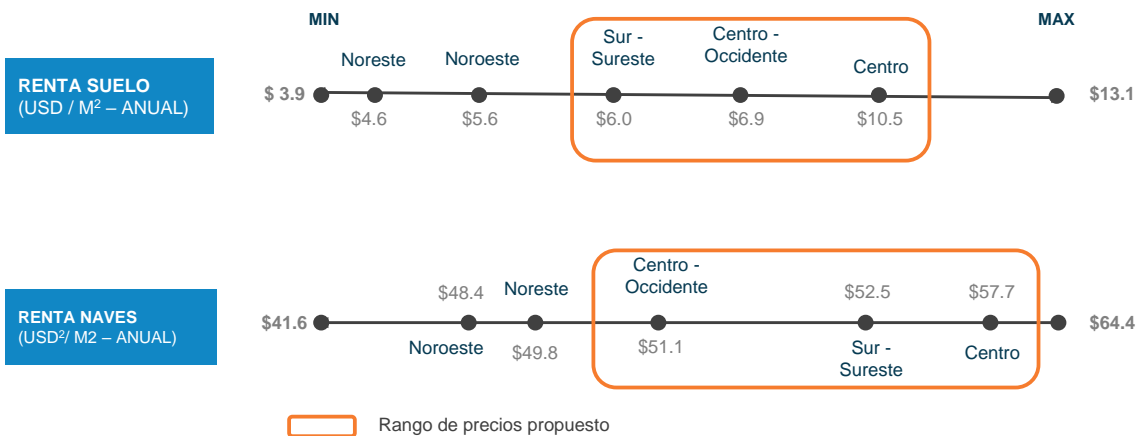 MIN
MAX
RENTA SUELO
(USD / M² – ANUAL)
$ 3.9
Noreste
$4.6
Noroeste
$5.6
Sur -
Sureste
$6.0
Centro -
Occidente
$6.9
Centro
$10.5
$13.1
RENTA NAVES
(USD²/ M2 – ANUAL)
$41.6
$48.4
Noroeste
Noreste
$49.8
Centro -
Occidente
$51.1
$52.5
Sur -
Sureste
$57.7
Centro
$64.4
Rango de precios propuesto